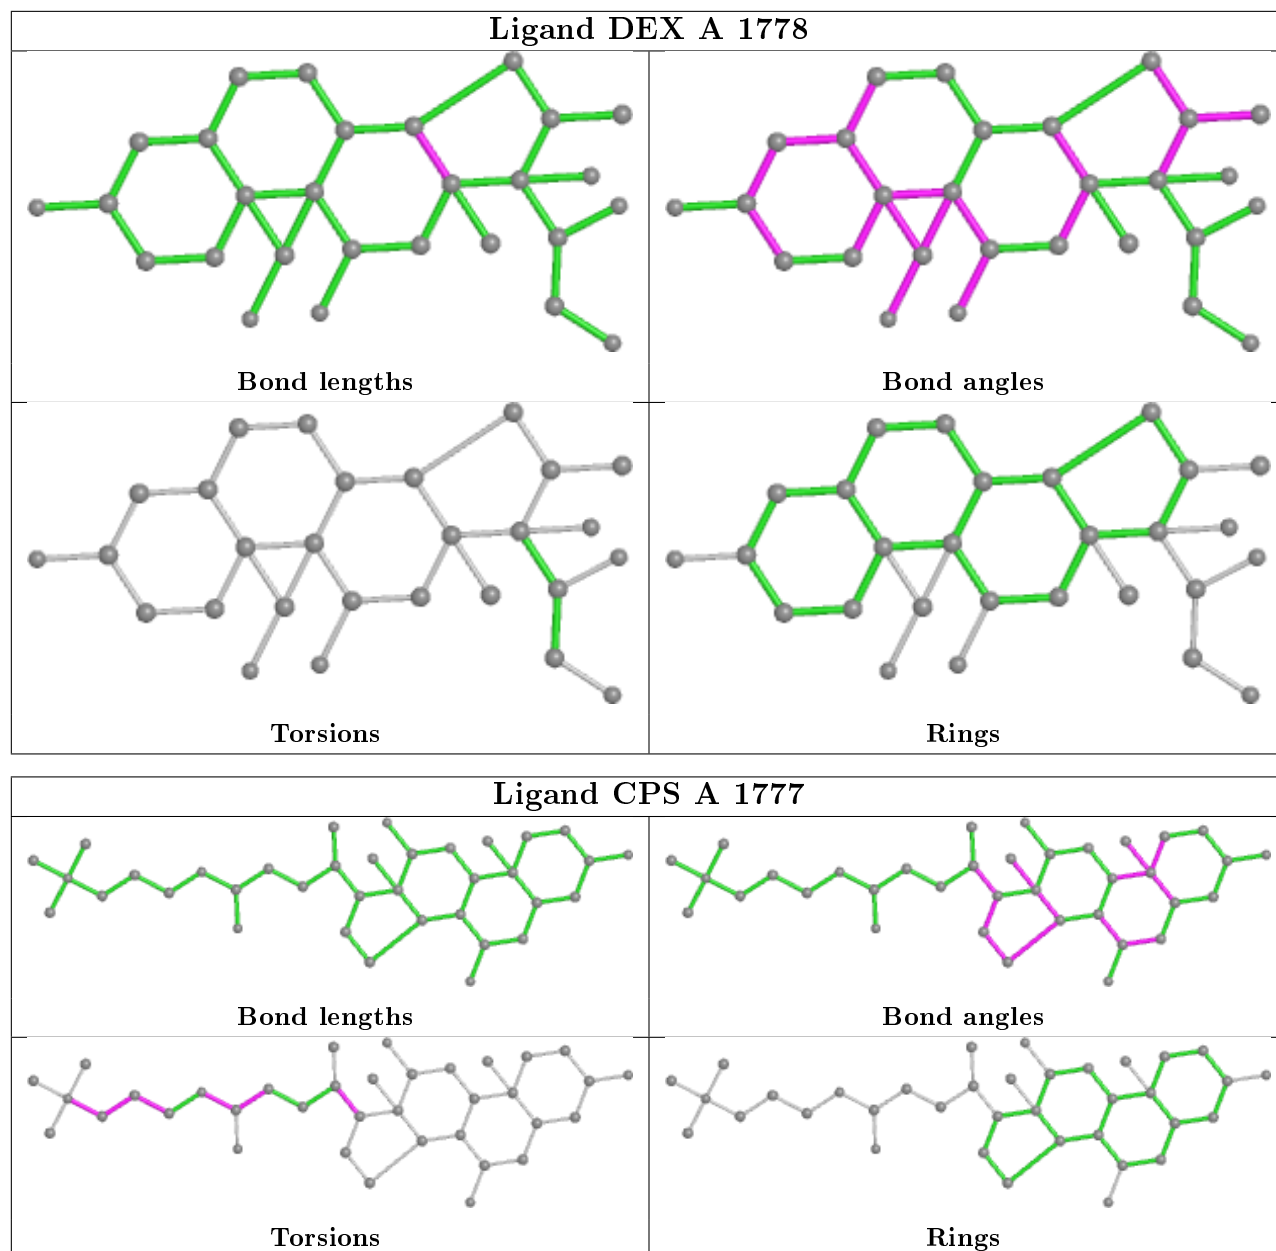 Ligand DEX A 1778
Bond lengths
Bond angles
Torsions
Rings
Ligand CPS A 1777
Bond lengths
Bond angles
Torsions
Rings